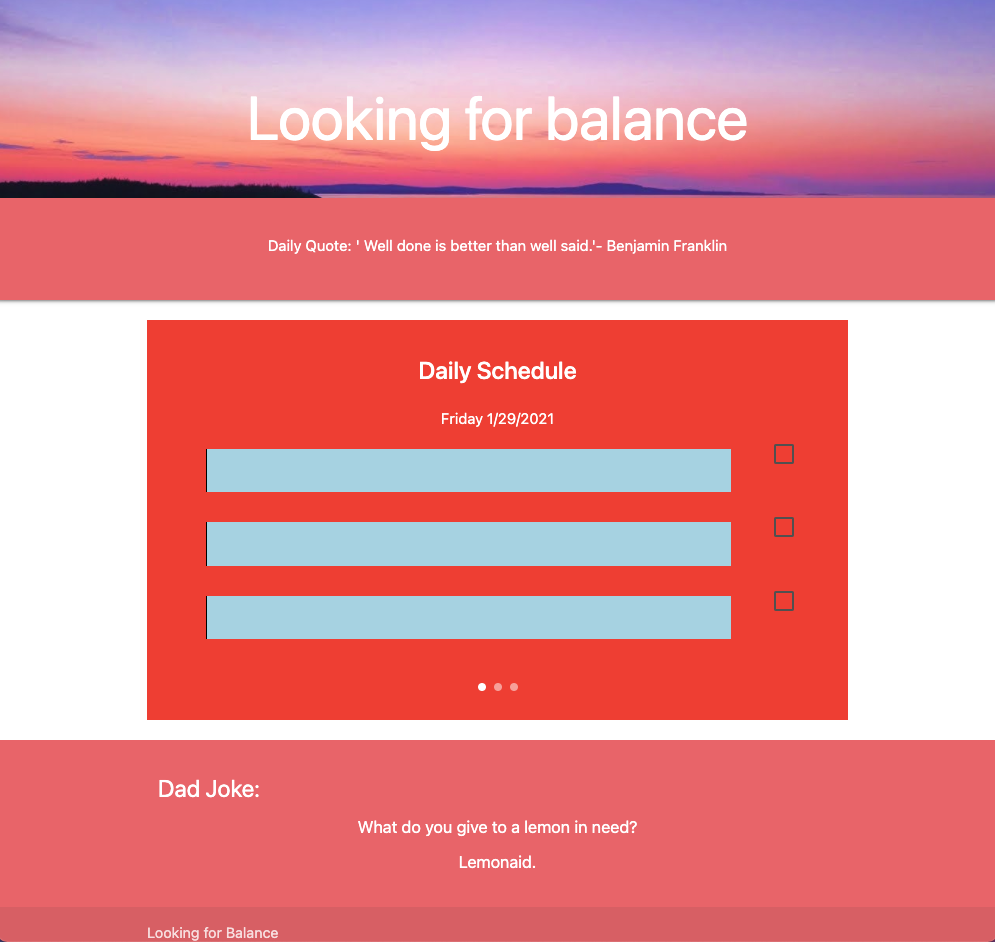 Looking for balance
Daily Quote: ' Well done is better than well said.'- Benjamin Franklin
Daily Schedule
Friday 1/29/2021
Dad Joke:
What do you give to a lemon in need?
Lemonaid.
Looking for Balance